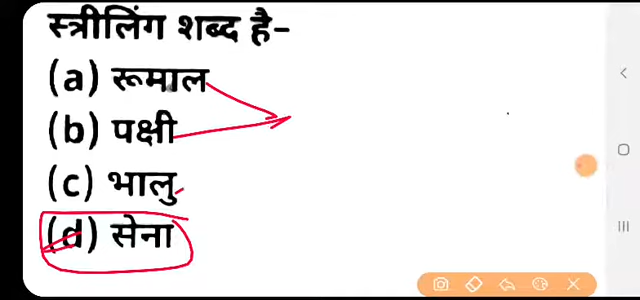 स्त्रीलिंग शब्द है-
(a) रूमाल
(b) पक्षी
(c) भालु
(d) सेना